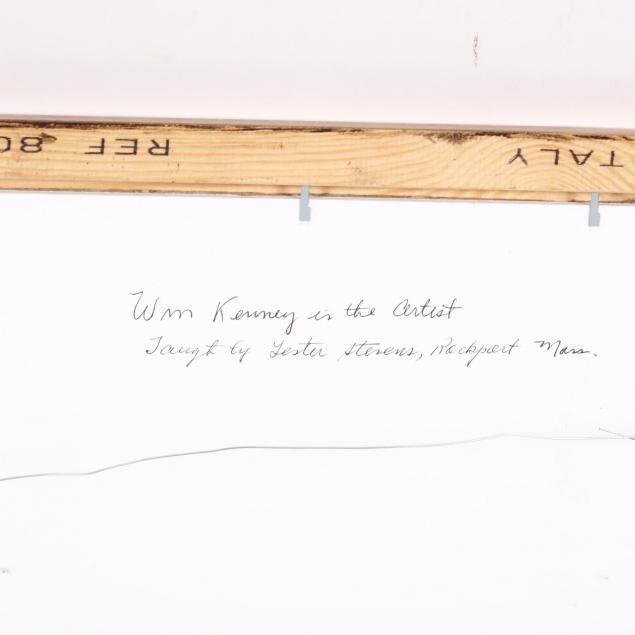 80 REF
TALY
Wm Kenney is the artist
Taught by Lester Stevens, Rockport Mass.